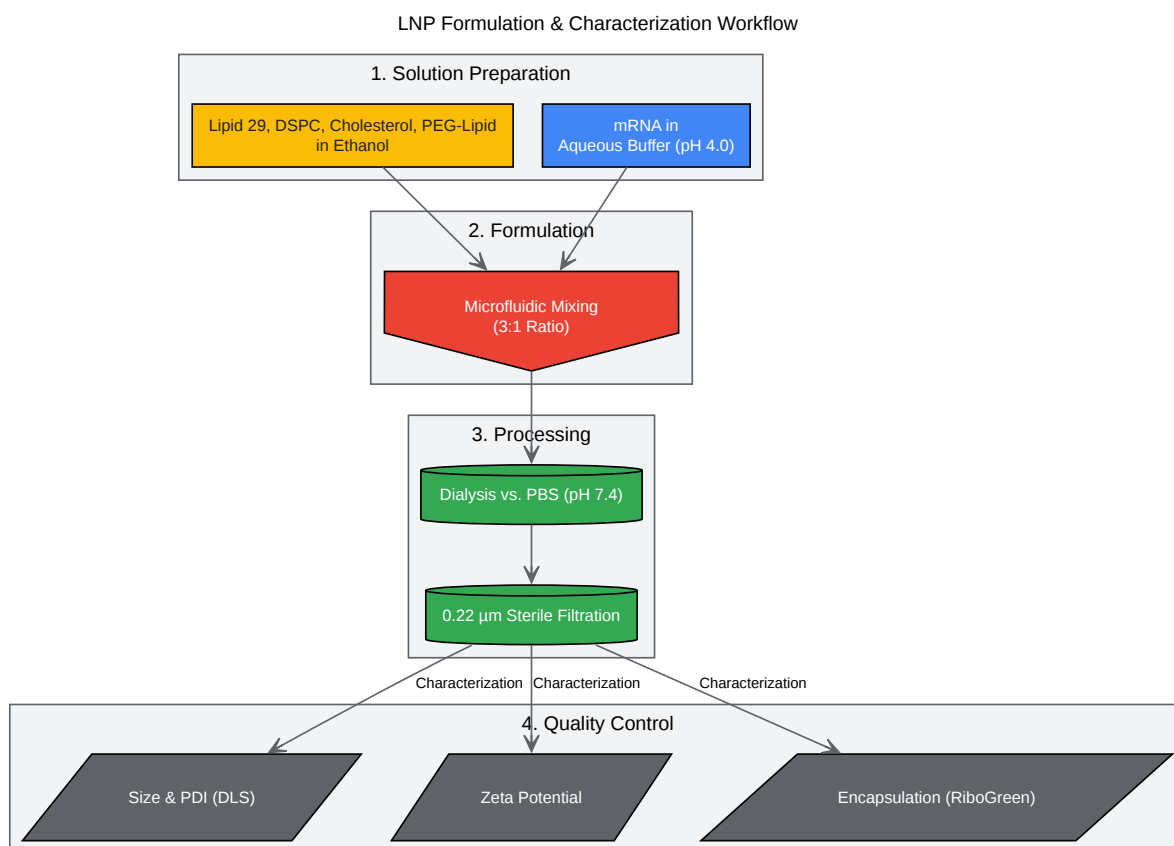 LNP Formulation & Characterization Workflow
1. Solution Preparation
Lipid 29, DSPC, Cholesterol, PEG-Lipid
in Ethanol
mRNA in
Aqueous Buffer (pH 4.0)
2. Formulation
Microfluidic Mixing
(3:1 Ratio)
3. Processing
Dialysis vs. PBS (pH 7.4)
0.22 µm Sterile Filtration
Characterization
Characterization
Characterization
4. Quality Control
Size & PDI (DLS)
Zeta Potential
Encapsulation (RiboGreen)